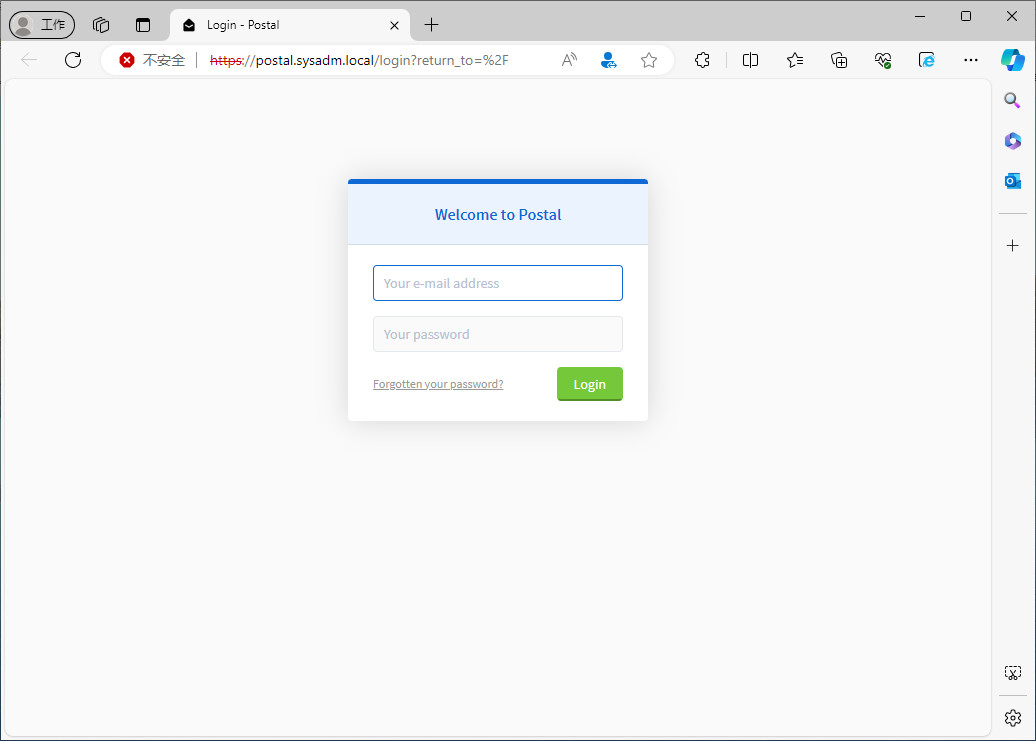 工作
Login - Postal
不安全
https://postal.sysadm.local/login?return_to=%2F
Welcome to Postal
Your e-mail address
Your password
Forgotten your password?
Login